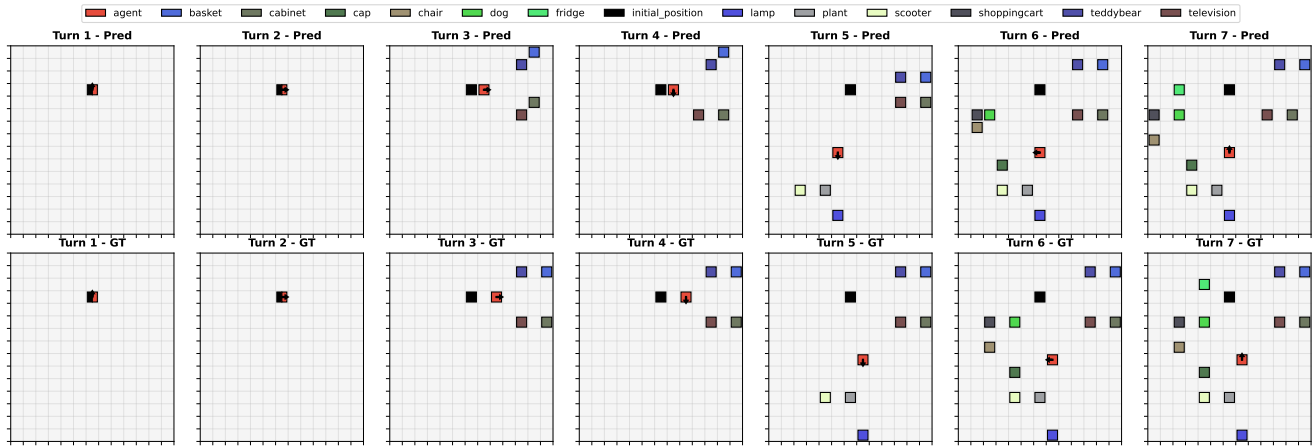 agent basket cabinet cap chair dog fridge initial_position lamp plant scooter shoppingcart teddybear television
Turn 1 - Pred Turn 2 - Pred Turn 3 - Pred Turn 4 - Pred Turn 5 - Pred Turn 6 - Pred Turn 7 - Pred
Turn 1 - GT Turn 2 - GT Turn 3 - GT Turn 4 - GT Turn 5 - GT Turn 6 - GT Turn 7 - GT